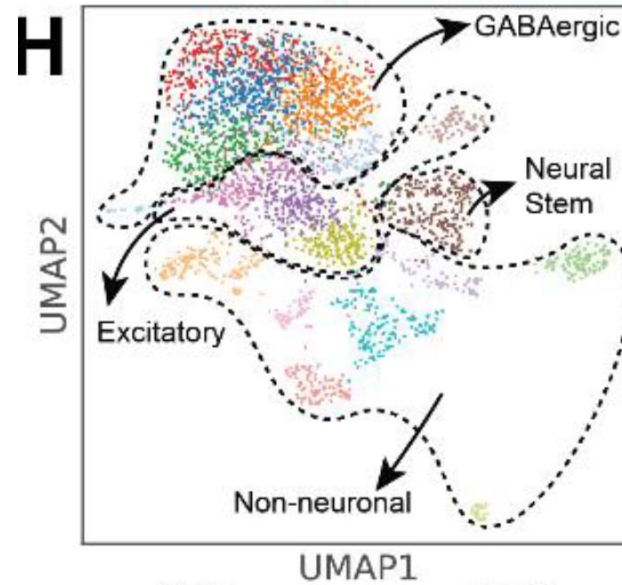 H
GABAergic
Neural
Stem
UMAP2
Excitatory
Non-neuronal
UMAP1